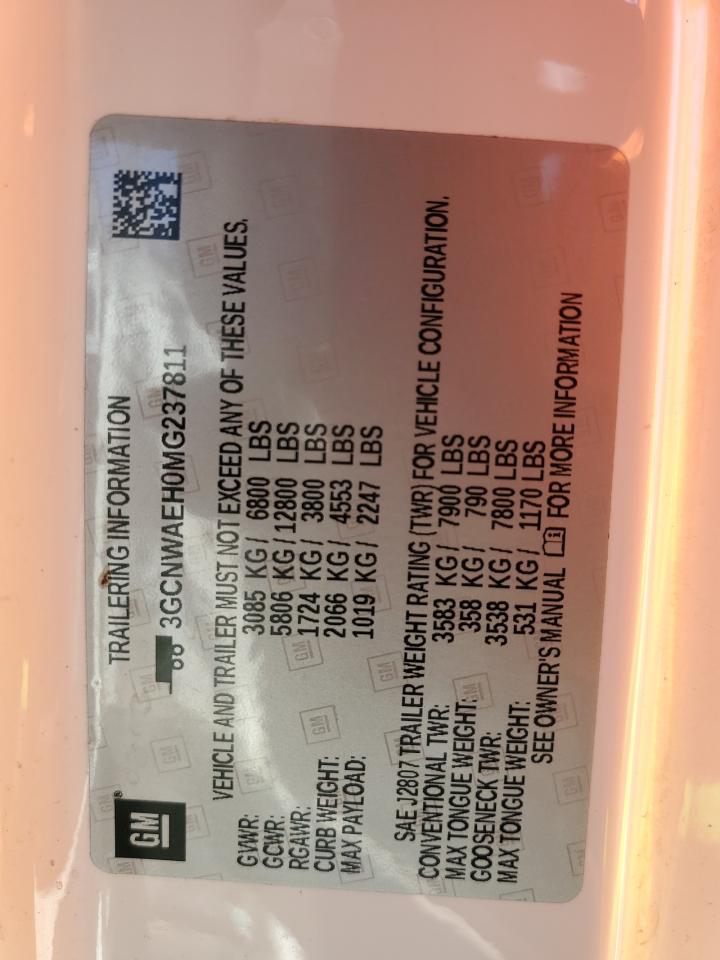 GM®
TRAILERING INFORMATION
3GCNWAEH0MG237811
VEHICLE AND TRAILER MUST NOT EXCEED ANY OF THESE VALUES.
GVWR: 3085 KG / 6800 LBS
GCWR: 5806 KG / 12800 LBS
RGAWR: 1724 KG / 3800 LBS
CURB WEIGHT: 2066 KG / 4553 LBS
MAX PAYLOAD: 1019 KG / 2247 LBS
SAE J2807 TRAILER WEIGHT RATING (TWR) FOR VEHICLE CONFIGURATION.
CONVENTIONAL TWR: 3583 KG / 7900 LBS
MAX TONGUE WEIGHT: 358 KG / 790 LBS
GOOSENECK TWR: 3538 KG / 7800 LBS
MAX TONGUE WEIGHT: 531 KG / 1170 LBS
SEE OWNER'S MANUAL FOR MORE INFORMATION